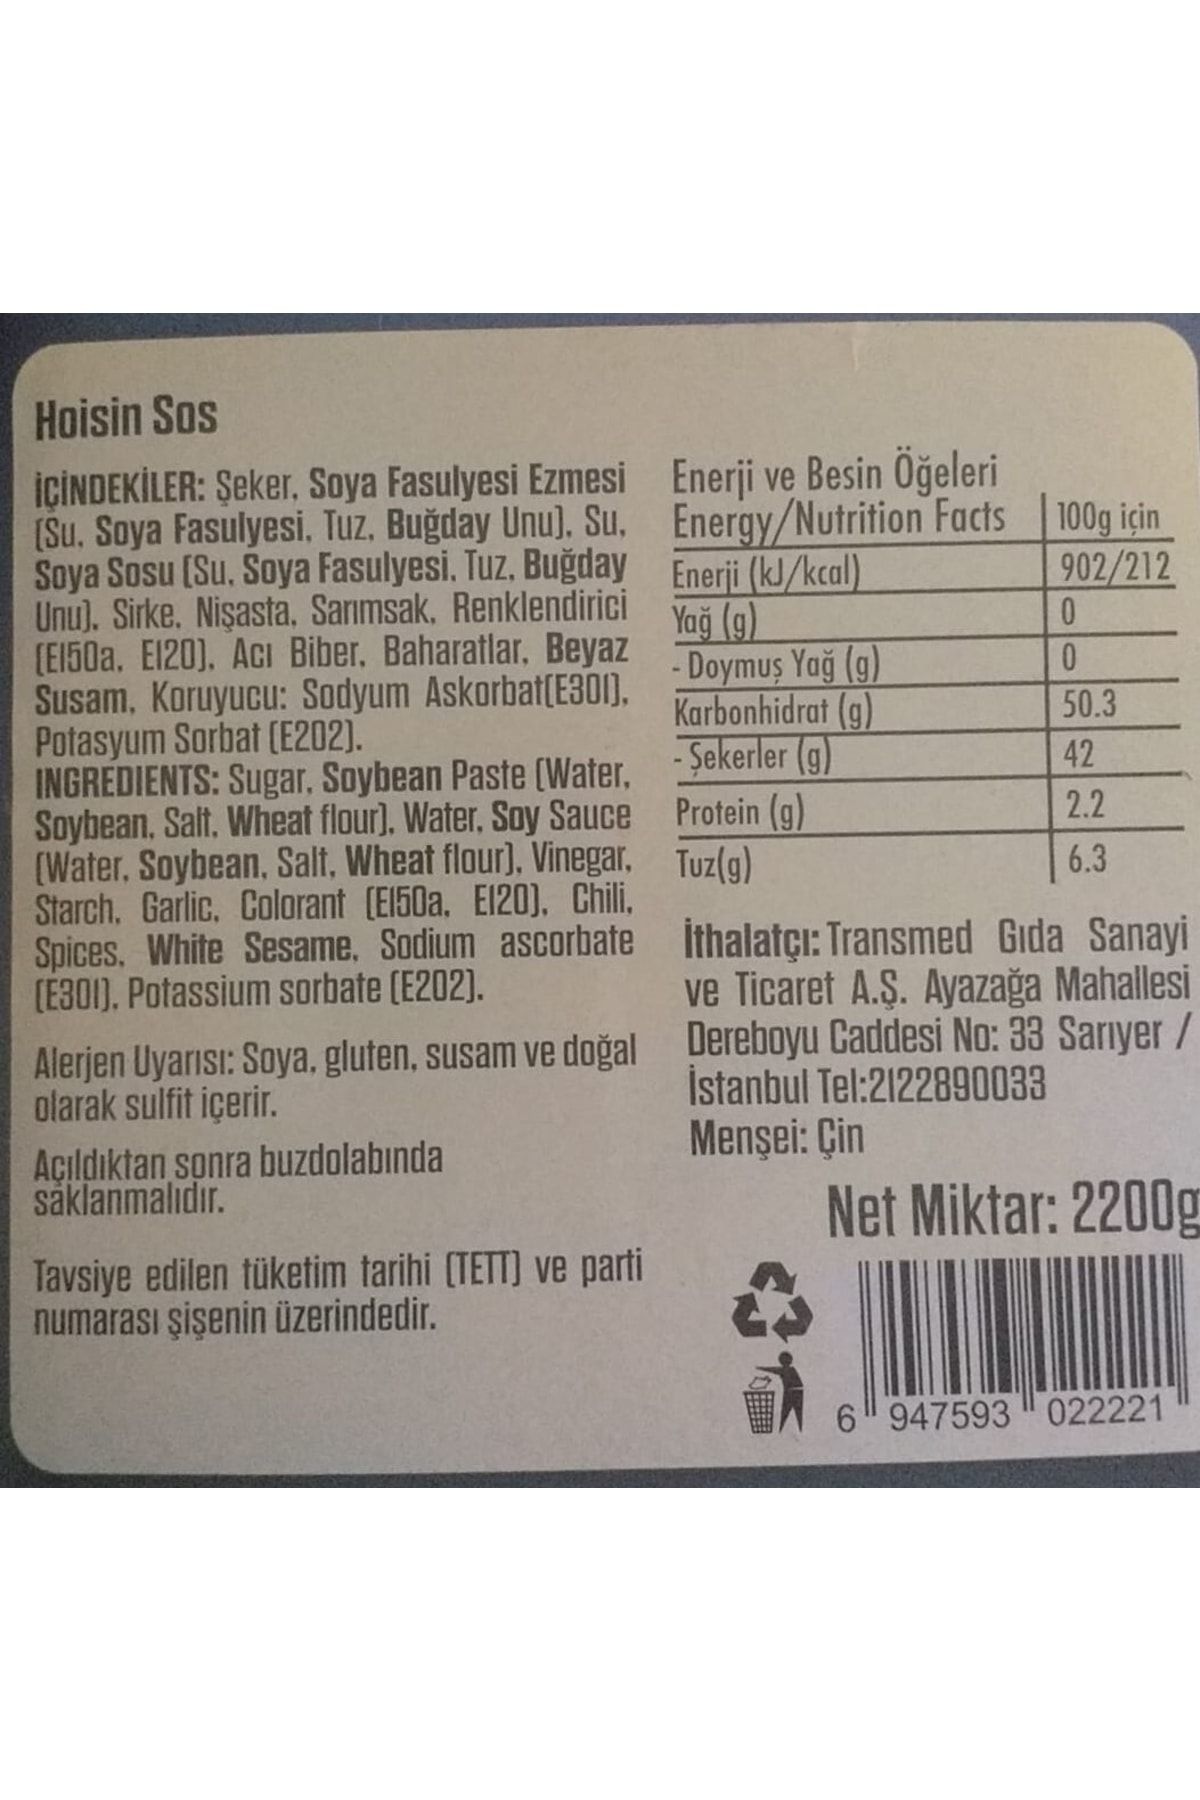 Hoisin Sos
İÇİNDEKİLER: Şeker, Soya Fasulyesi Ezmesi
(Su, Soya Fasulyesi, Tuz, Buğday Unu), Su,
Soya Sosu (Su, Soya Fasulyesi, Tuz, Buğday
Unu), Sirke, Nişasta, Sarımsak, Renklendirici
(E150a, E120), Acı Biber, Baharatlar, Beyaz
Susam, Koruyucu: Sodyum Askorbat(E301),
Potasyum Sorbat (E202).
INGREDIENTS: Sugar, Soybean Paste (Water,
Soybean, Salt, Wheat flour), Water, Soy Sauce
(Water, Soybean, Salt, Wheat flour), Vinegar,
Starch, Garlic, Colorant (E150a, E120), Chili,
Spices, White Sesame, Sodium ascorbate
(E301), Potassium sorbate (E202).
Alerjen Uyarısı: Soya, gluten, susam ve doğal
olarak sulfit içerir.
Açıldıktan sonra buzdolabında
saklanmalıdır.
Tavsiye edilen tüketim tarihi (TETT) ve parti
numarası şişenin üzerindedir.
Enerji ve Besin Öğeleri
Energy/Nutrition Facts 100g için
Enerji (kJ/kcal) 902/212
Yağ (g) 0
- Doymuş Yağ (g) 0
Karbonhidrat (g) 50.3
- Şekerler (g) 42
Protein (g) 2.2
Tuz(g) 6.3
İthalatçı: Transmed Gıda Sanayi
ve Ticaret A.Ş. Ayazağa Mahallesi
Dereboyu Caddesi No: 33 Sarıyer /
İstanbul Tel:2122890033
Menşei: Çin
Net Miktar: 2200g
6 947593 022221